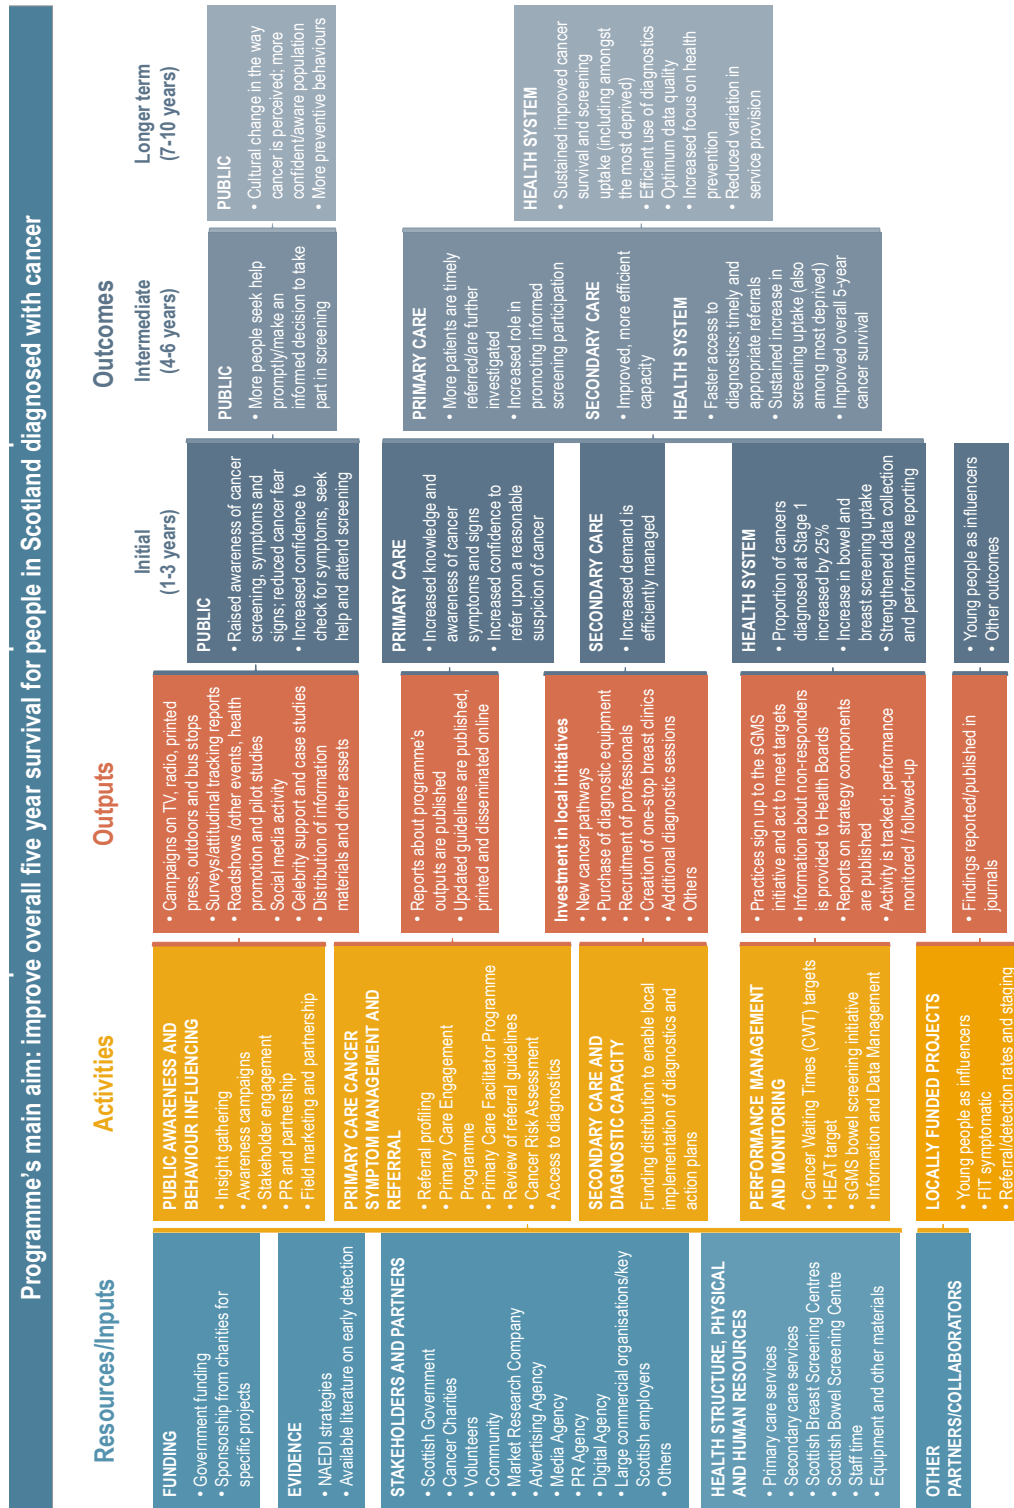 Programme's main aim: improve overall five year survival for people in Scotland diagnosed with cancer
Resources/Inputs
FUNDING
• Government funding
• Sponsorship from charities for
specific projects
EVIDENCE
• NAEDI strategies
• Available literature on early detection
STAKEHOLDERS AND PARTNERS
• Scottish Government
• Cancer Charities
• Volunteers
• Community
• Market Research Company
• Advertising Agency
• Media Agency
• PR Agency
• Digital Agency
• Large commercial organisations/key
Scottish employers
• Others
HEALTH STRUCTURE, PHYSICAL
AND HUMAN RESOURCES
• Primary care services
• Secondary care services
• Scottish Breast Screening Centres
• Scottish Bowel Screening Centre
• Staff time
• Equipment and other materials
OTHER
PARTNERS/COLLABORATORS
Activities
PUBLIC AWARENESS AND
BEHAVIOUR INFLUENCING
• Insight gathering
• Awareness campaigns
• Stakeholder engagement
• PR and partnership
• Field marketing and partnership
PRIMARY CARE CANCER
SYMPTOM MANAGEMENT AND
REFERRAL
• Referral profiling
• Primary Care Engagement
Programme
• Primary Care Facilitator Programme
• Review of referral guidelines
• Cancer Risk Assessment
• Access to diagnostics
SECONDARY CARE AND
DIAGNOSTIC CAPACITY
Funding distribution to enable local
implementation of diagnostics and
action plans
PERFORMANCE MANAGEMENT
AND MONITORING
• Cancer Waiting Times (CWT) targets
• HEAT target
• sGMS bowel screening initiative
• Information and Data Management
LOCALLY FUNDED PROJECTS
• Young people as influencers
• FIT symptomatic
• Referral/detection rates and staging
Outputs
• Campaigns on TV, radio, printed
press, outdoors and bus stops
• Surveys/attitudinal tracking reports
• Roadshows /other events, health
promotion and pilot studies
• Social media activity
• Celebrity support and case studies
• Distribution of information
materials and other assets
• Reports about programme's
outputs are published
• Updated guidelines are published,
printed and disseminated online
Investment in local initiatives
• New cancer pathways
• Purchase of diagnostic equipment
• Recruitment of professionals
• Creation of one-stop breast clinics
• Additional diagnostic sessions
• Others
• Practices sign up to the sGMS
initiative and act to meet targets
• Information about non-responders
is provided to Health Boards
• Reports on strategy components
are published
• Activity is tracked; performance
monitored / followed-up
• Findings reported/published in
journals
Outcomes
Initial
(1-3 years)
PUBLIC
• Raised awareness of cancer
screening, symptoms and
signs; reduced cancer fear
• Increased confidence to
check for symptoms, seek
help and attend screening
PRIMARY CARE
• Increased knowledge and
awareness of cancer
symptoms and signs
• Increased confidence to
refer upon a reasonable
suspicion of cancer
SECONDARY CARE
• Increased demand is
efficiently managed
HEALTH SYSTEM
• Proportion of cancers
diagnosed at Stage 1
increased by 25%
• Increase in bowel and
breast screening uptake
• Strengthened data collection
and performance reporting
• Young people as influencers
• Other outcomes
Intermediate
(4-6 years)
PUBLIC
• More people seek help
promptly/make an
informed decision to take
part in screening
PRIMARY CARE
• More patients are timely
referred/are further
investigated
• Increased role in
promoting informed
screening participation
SECONDARY CARE
• Improved, more efficient
capacity
HEALTH SYSTEM
• Faster access to
diagnostics; timely and
appropriate referrals
• Sustained increase in
screening uptake (also
among most deprived)
• Improved overall 5-year
cancer survival
Longer term
(7-10 years)
PUBLIC
• Cultural change in the way
cancer is perceived; more
confident/aware population
• More preventive behaviours
HEALTH SYSTEM
• Sustained improved cancer
survival and screening
uptake (including amongst
the most deprived)
• Efficient use of diagnostics
• Optimum data quality
• Increased focus on health
prevention
• Reduced variation in
service provision